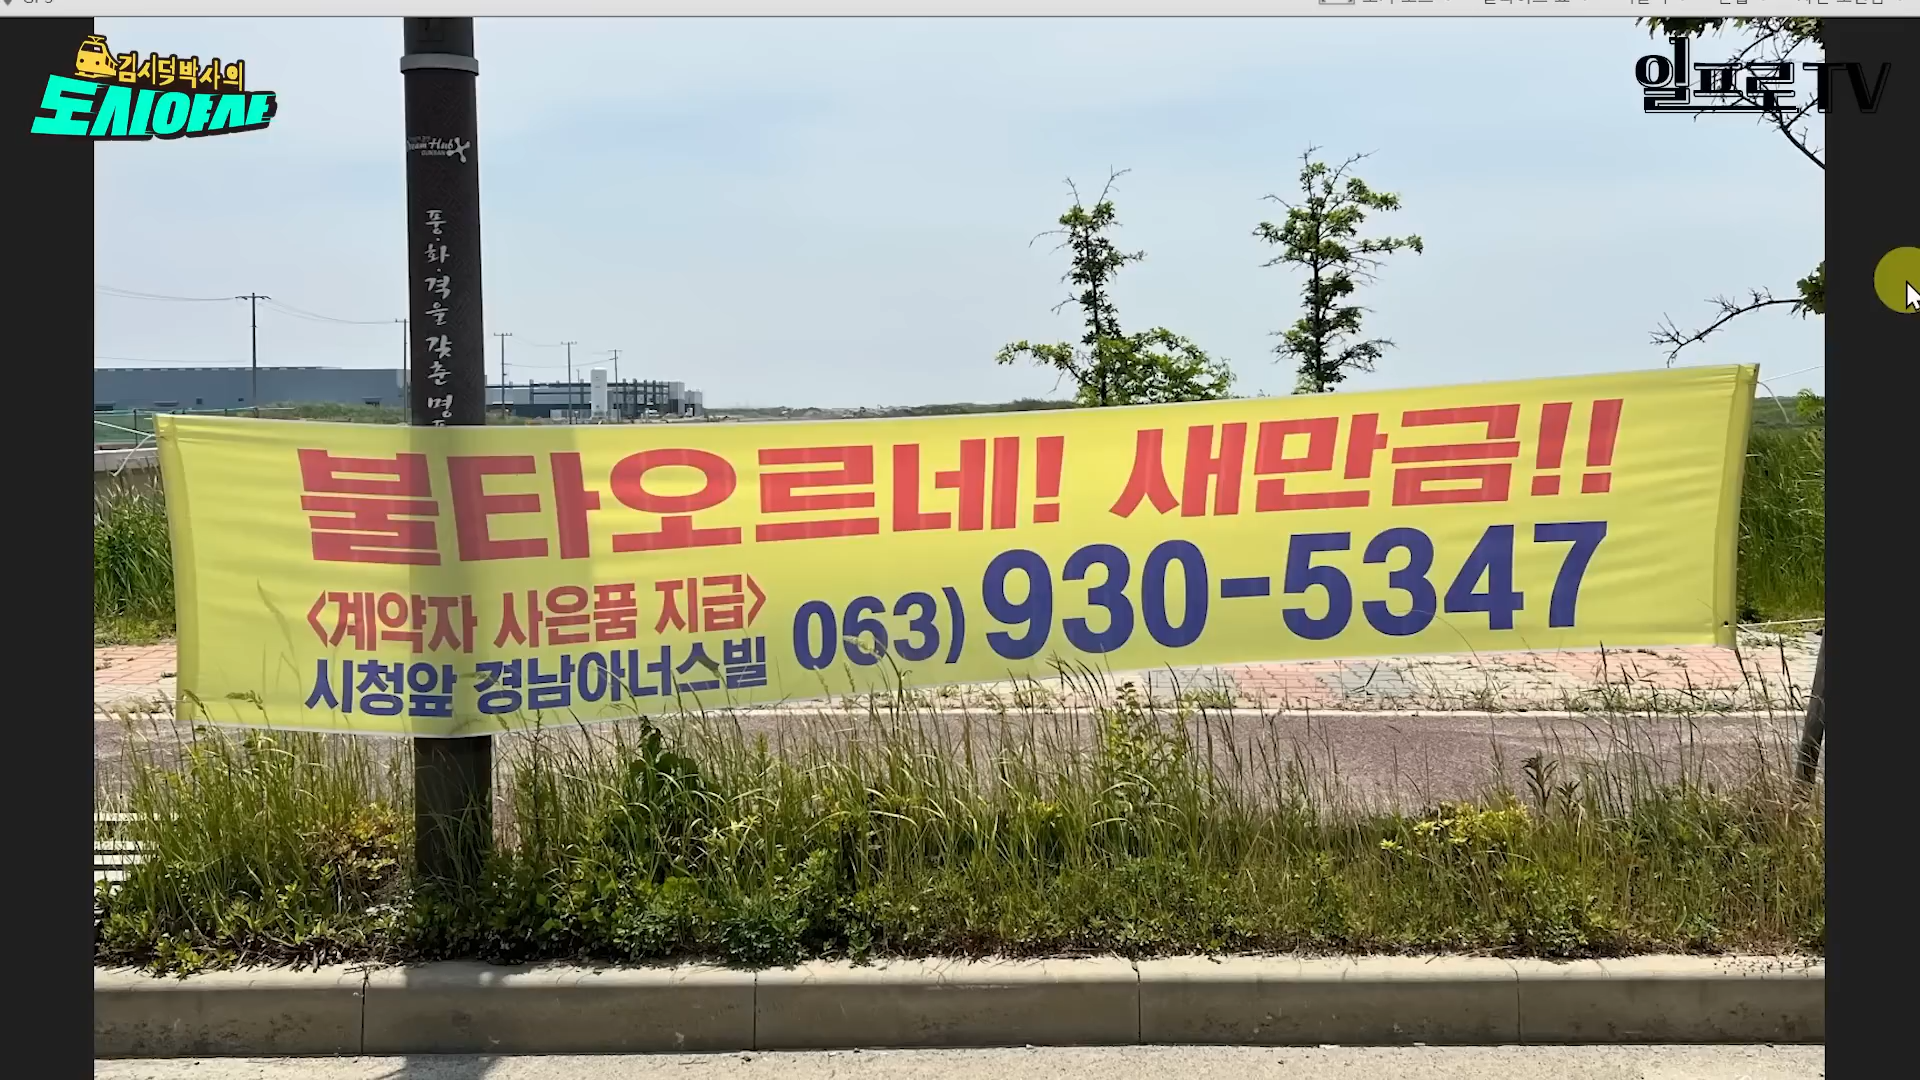 김시덕박사의
도시야사
일프로TV
풍·화·격을 갖춘 명
불타오르네! 새만금!!
<계약자 사은품 지급>
시청앞 경남아너스빌
063) 930-5347